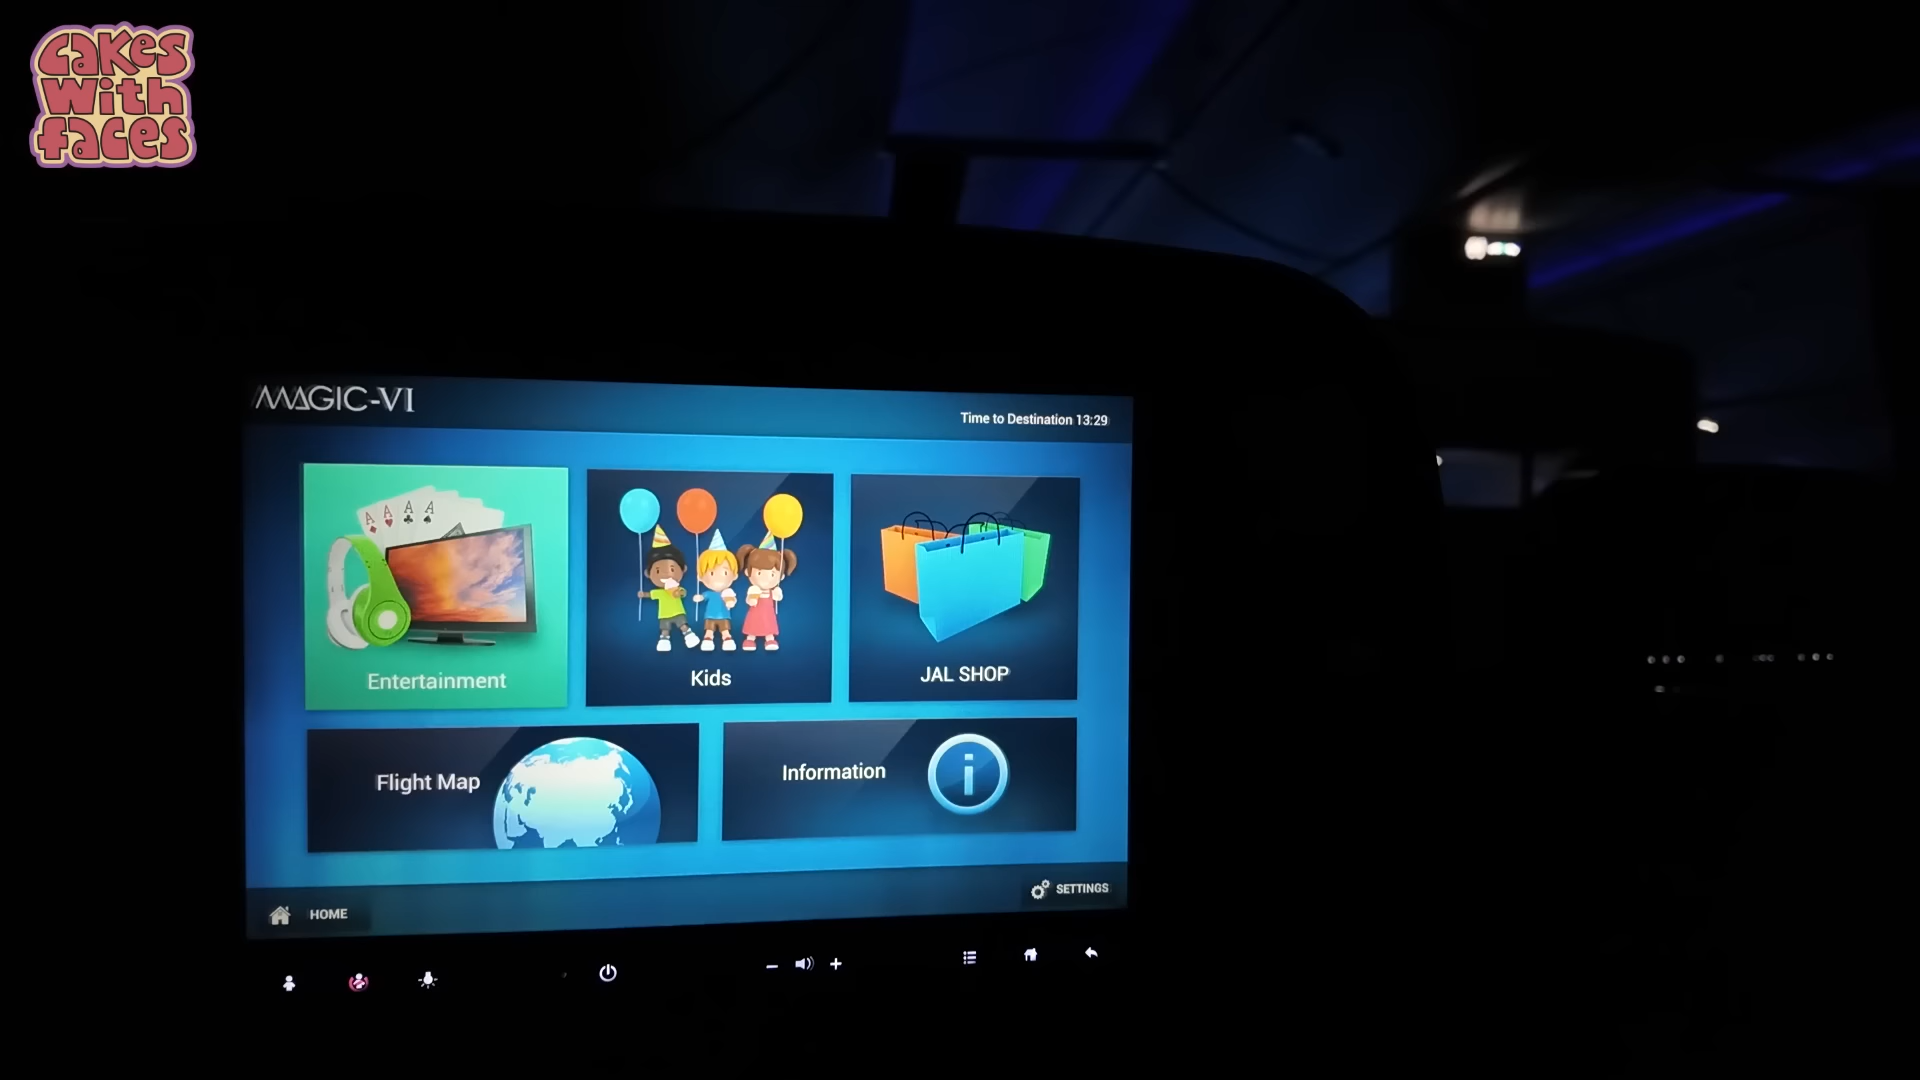 Cakes
With
faces
MAGIC-VI
Time to Destination 13:29
A A A A
Entertainment
Kids
JAL SHOP
Flight Map
Information
i
HOME
SETTINGS